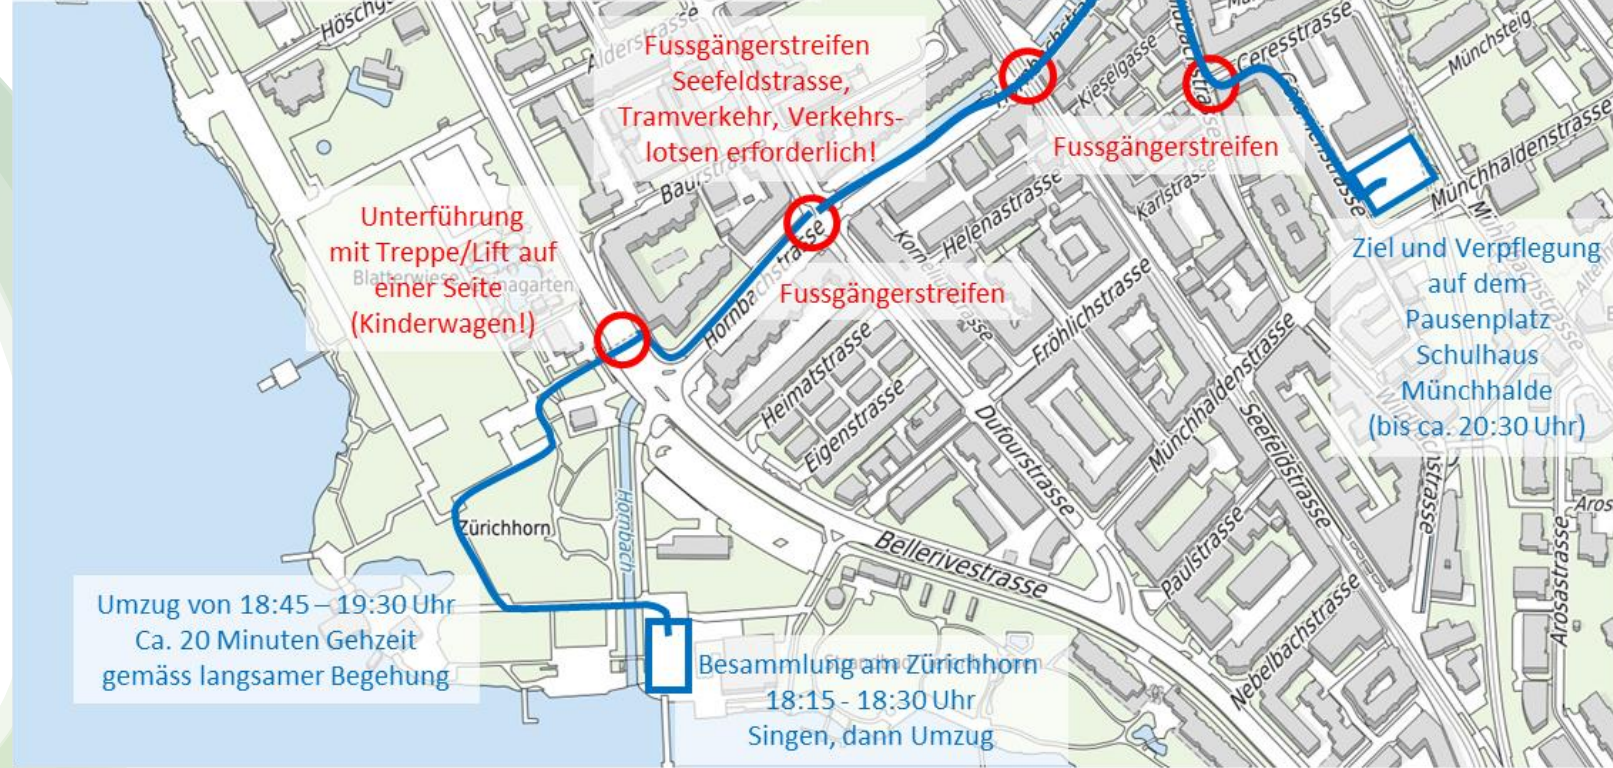 Fussgängerstreifen
Seefeldstrasse,
Tramverkehr, Verkehrs-
lotsen erforderlich!
Fussgängerstreifen
Unterführung
mit Treppe/Lift auf
einer Seite
(Kinderwagen!)
Fussgängerstreifen
Ziel und Verpflegung
auf dem
Pausenplatz
Schulhaus
Münchhalde
(bis ca. 20:30 Uhr)
Umzug von 18:45 – 19:30 Uhr
Ca. 20 Minuten Gehzeit
gemäss langsamer Begehung
Besammlung am Zürichhorn
18:15 - 18:30 Uhr
Singen, dann Umzug
Alderstrasse
Ceresstrasse
Münchsteig
Kieselgasse
Münchhaldenstrasse
Karlstrasse
Helenastrasse
Hornbachstrasse
Fröhlichstrasse
Heimatstrasse
Eigenstrasse
Dufourstrasse
Münchhaldenstrasse
Seefeldstrasse
Zürichhorn
Hornbach
Bellerivestrasse
Paulstrasse
Nebelbachstrasse
Arosastrasse